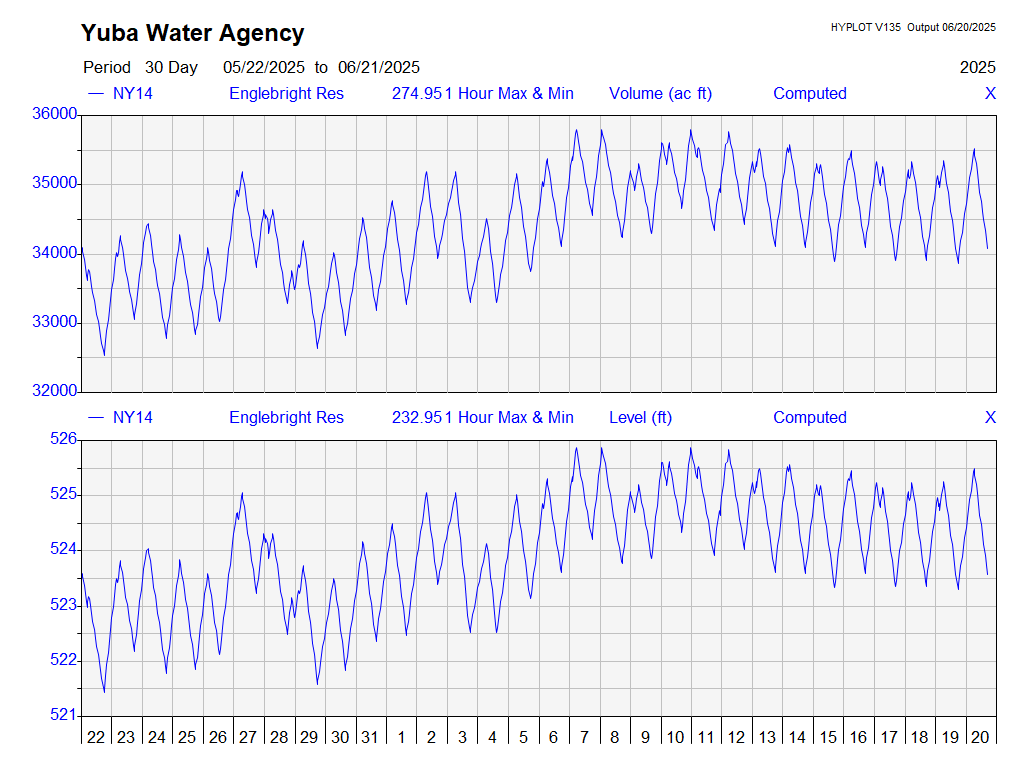 Yuba Water Agency
HYPLOT V135 Output 06/20/2025
Period 30 Day 05/22/2025 to 06/21/2025 2025
NY14 Englebright Res 274.951 Hour Max & Min Volume (ac ft) Computed X
36000
35000
34000
33000
32000
NY14 Englebright Res 232.951 Hour Max & Min Level (ft) Computed X
526
525
524
523
522
521
22 23 24 25 26 27 28 29 30 31 1 2 3 4 5 6 7 8 9 10 11 12 13 14 15 16 17 18 19 20